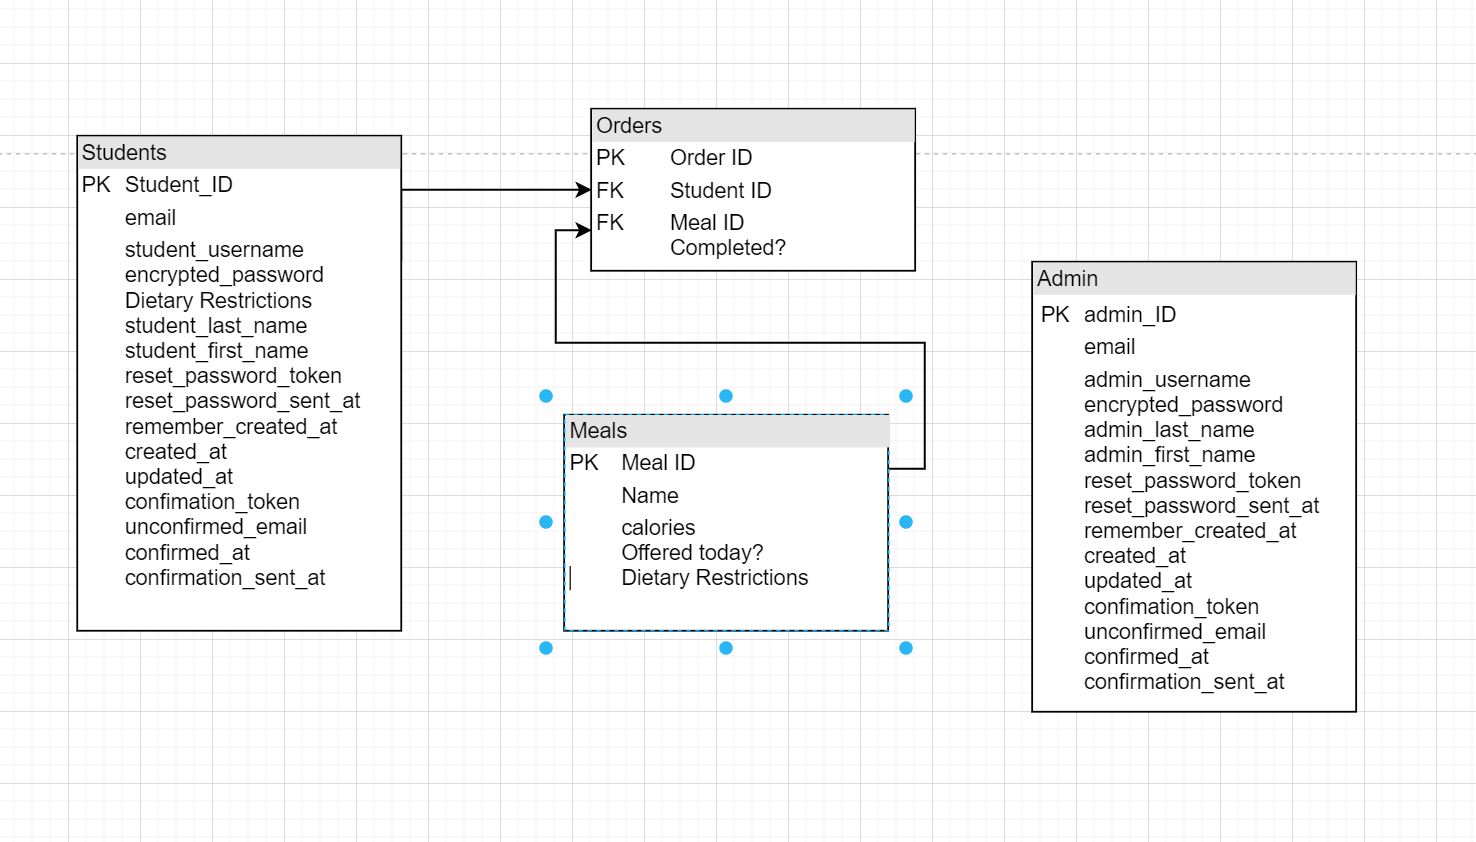 Students
PK Student_ID
email
student_username
encrypted_password
Dietary Restrictions
student_last_name
student_first_name
reset_password_token
reset_password_sent_at
remember_created_at
created_at
updated_at
confimation_token
unconfirmed_email
confirmed_at
confirmation_sent_at
Orders
PK Order ID
FK Student ID
FK Meal ID
Completed?
Meals
PK Meal ID
Name
calories
Offered today?
Dietary Restrictions
Admin
PK admin_ID
email
admin_username
encrypted_password
admin_last_name
admin_first_name
reset_password_token
reset_password_sent_at
remember_created_at
created_at
updated_at
confimation_token
unconfirmed_email
confirmed_at
confirmation_sent_at